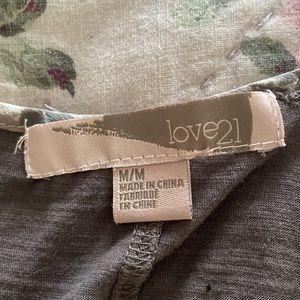 love21
M/M
MADE IN CHINA
FABRIQUÉ
EN CHINE